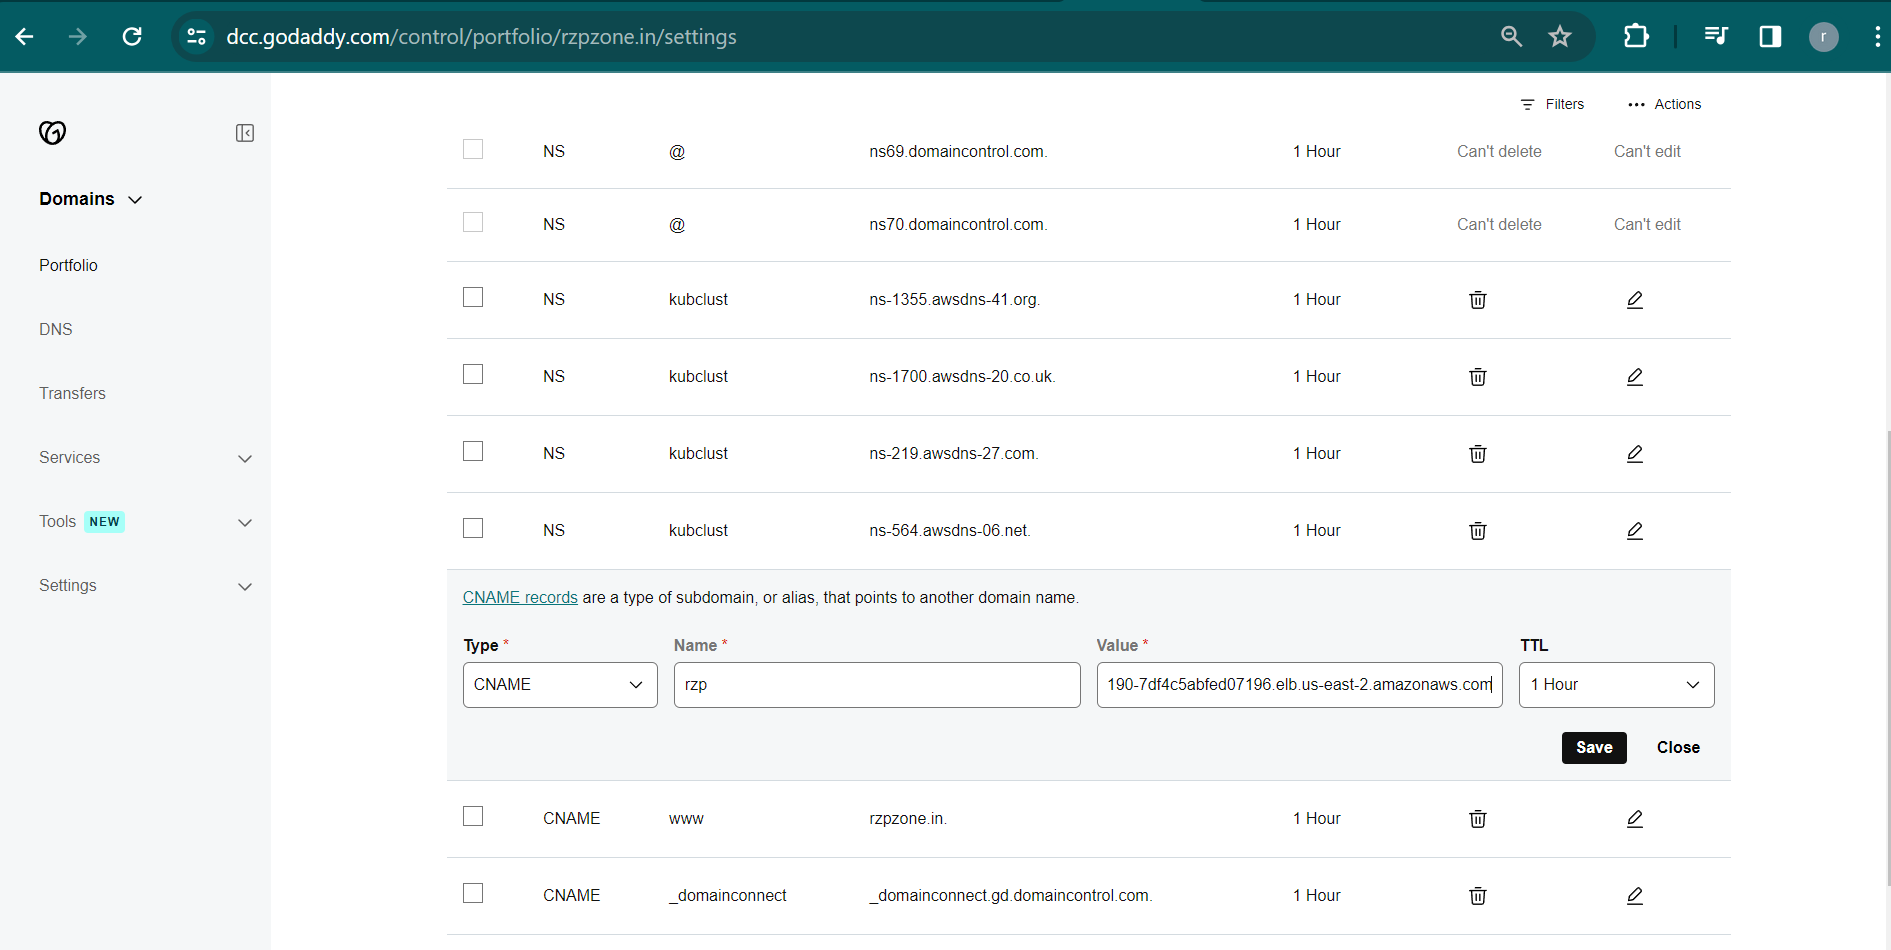 dcc.godaddy.com/control/portfolio/rzpzone.in/settings
r
Filters
Actions
Domains
Portfolio
DNS
Transfers
Services
Tools NEW
Settings
NS @ ns69.domaincontrol.com. 1 Hour Can't delete Can't edit
NS @ ns70.domaincontrol.com. 1 Hour Can't delete Can't edit
NS kubclust ns-1355.awsdns-41.org. 1 Hour
NS kubclust ns-1700.awsdns-20.co.uk. 1 Hour
NS kubclust ns-219.awsdns-27.com. 1 Hour
NS kubclust ns-564.awsdns-06.net. 1 Hour
CNAME records are a type of subdomain, or alias, that points to another domain name.
Type * Name * Value * TTL
CNAME rzp 190-7df4c5abfed07196.elb.us-east-2.amazonaws.com 1 Hour
Save Close
CNAME www rzpzone.in. 1 Hour
CNAME _domainconnect _domainconnect.gd.domaincontrol.com. 1 Hour